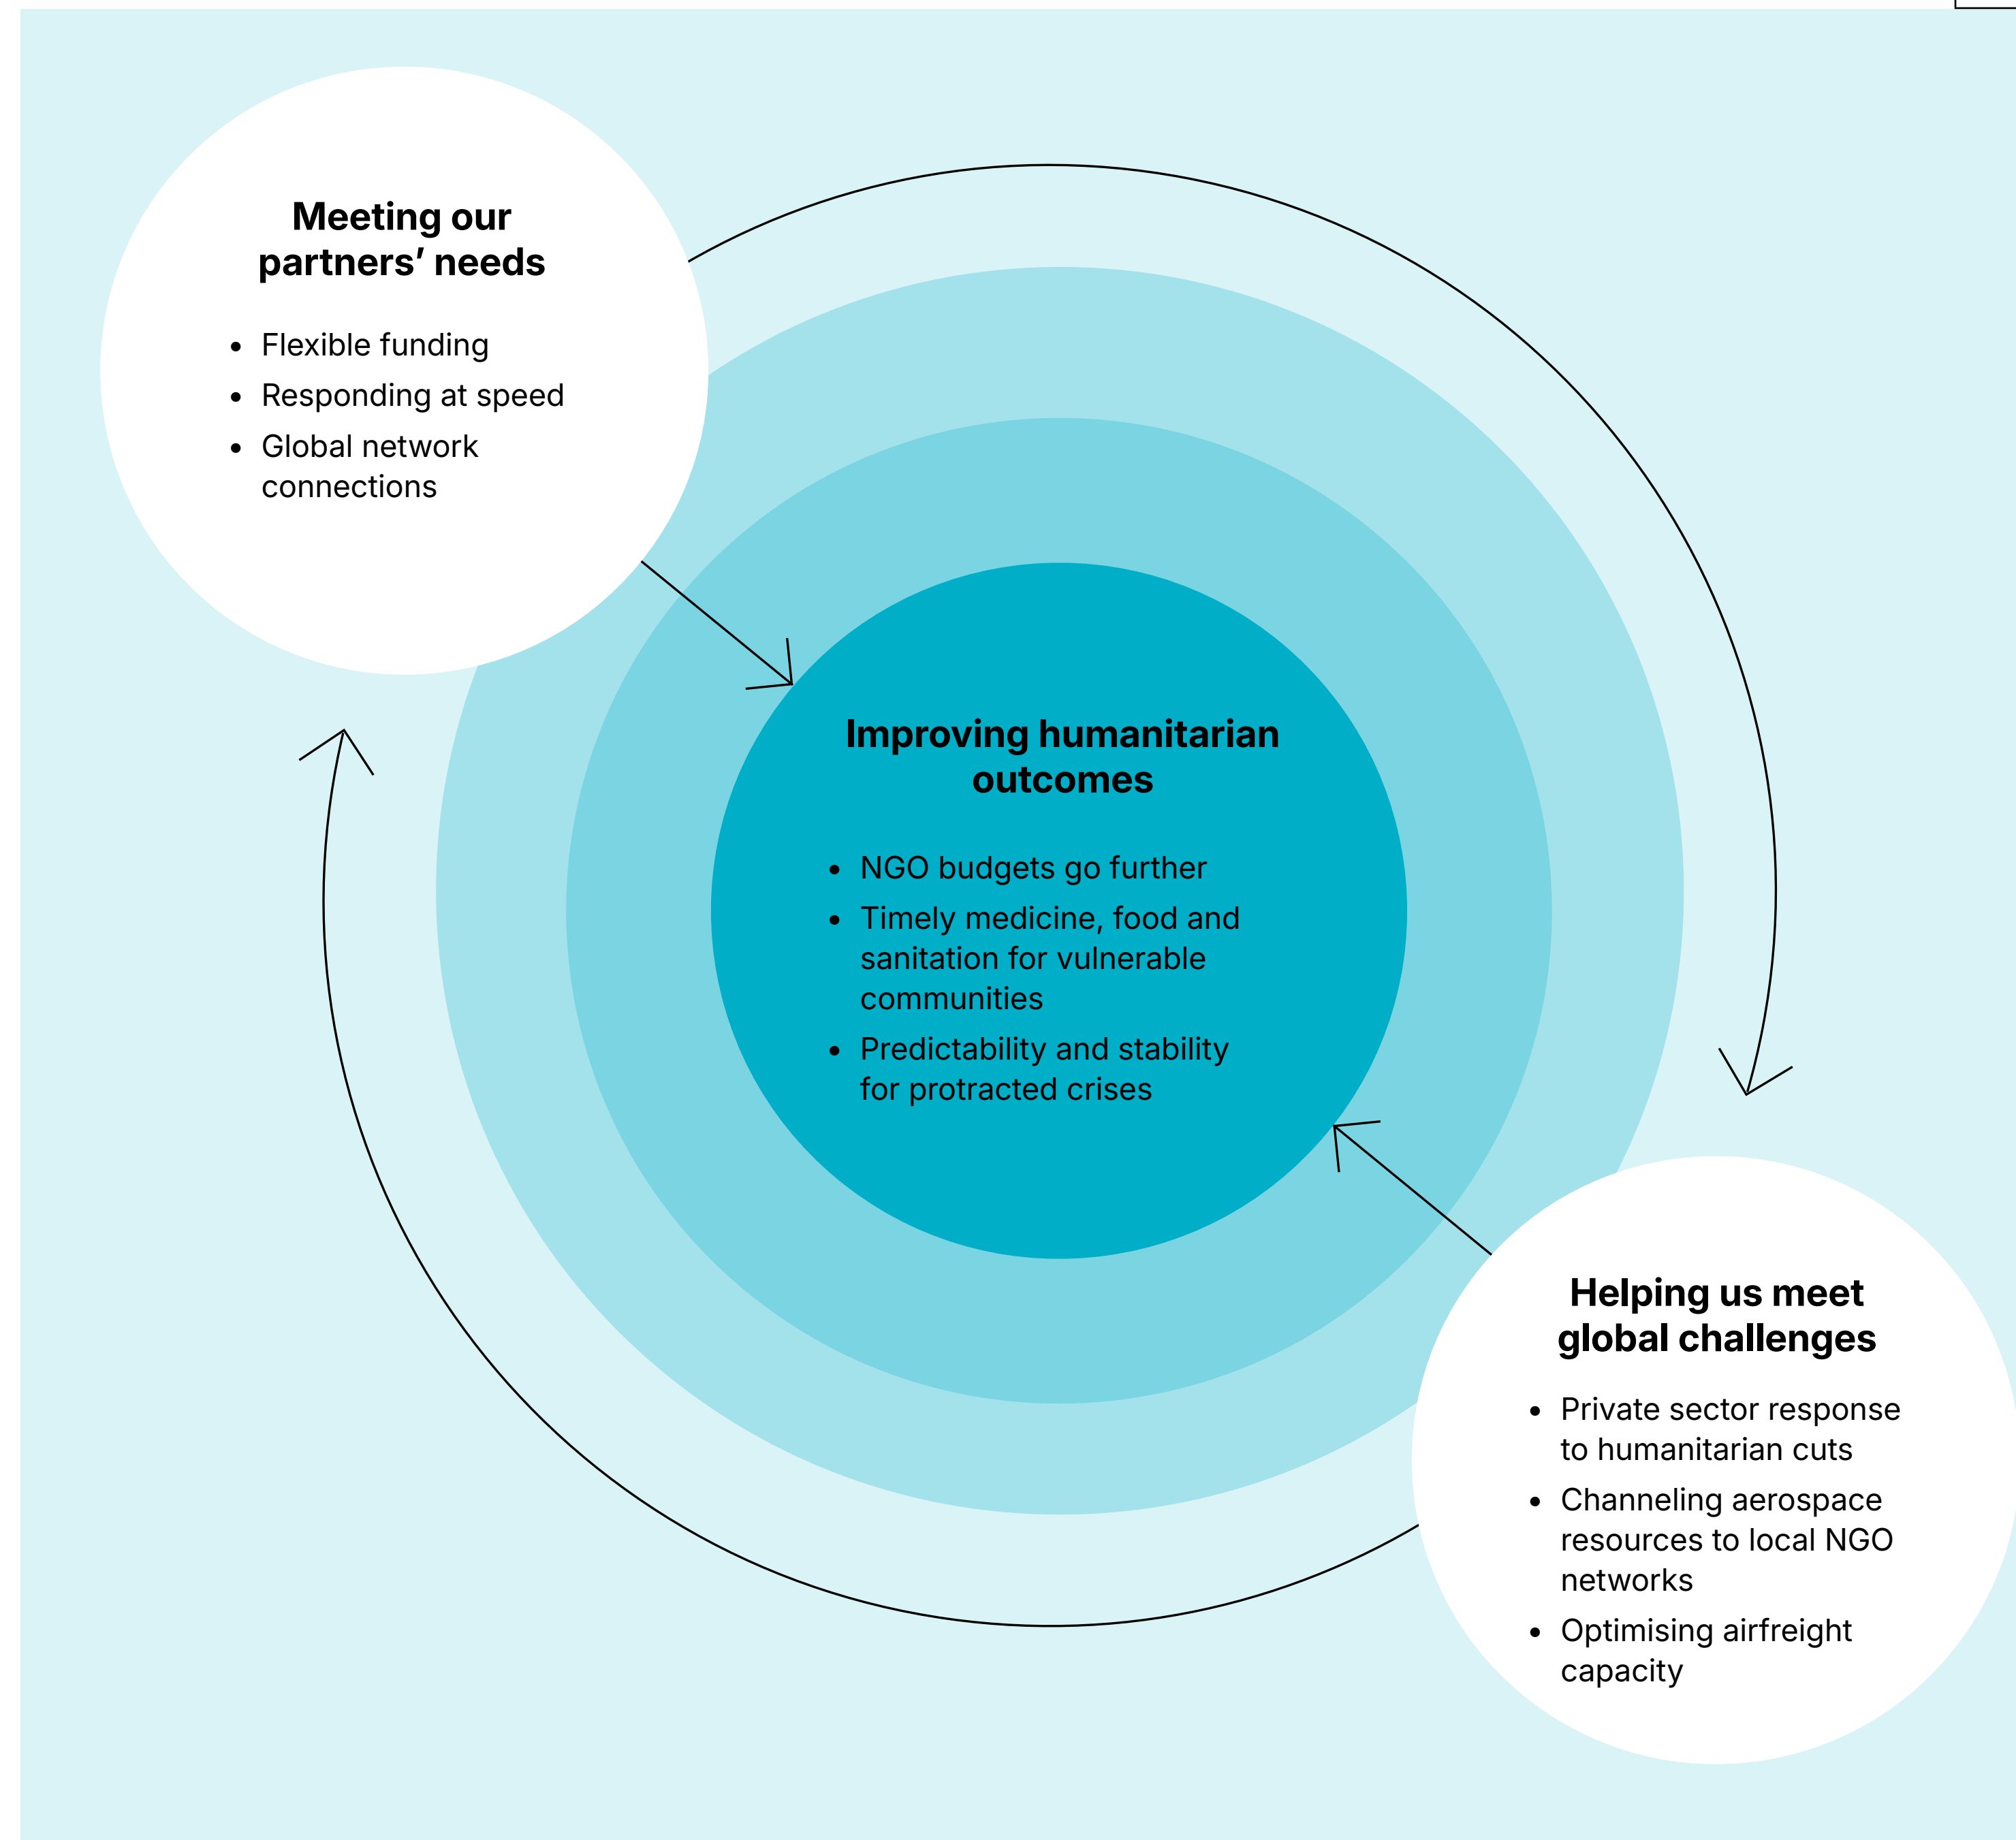 Meeting our
partners’ needs
• Flexible funding
• Responding at speed
• Global network
connections
Improving humanitarian
outcomes
• NGO budgets go further
• Timely medicine, food and
sanitation for vulnerable
communities
• Predictability and stability
for protracted crises
Helping us meet
global challenges
• Private sector response
to humanitarian cuts
• Channeling aerospace
resources to local NGO
networks
• Optimising airfreight
capacity